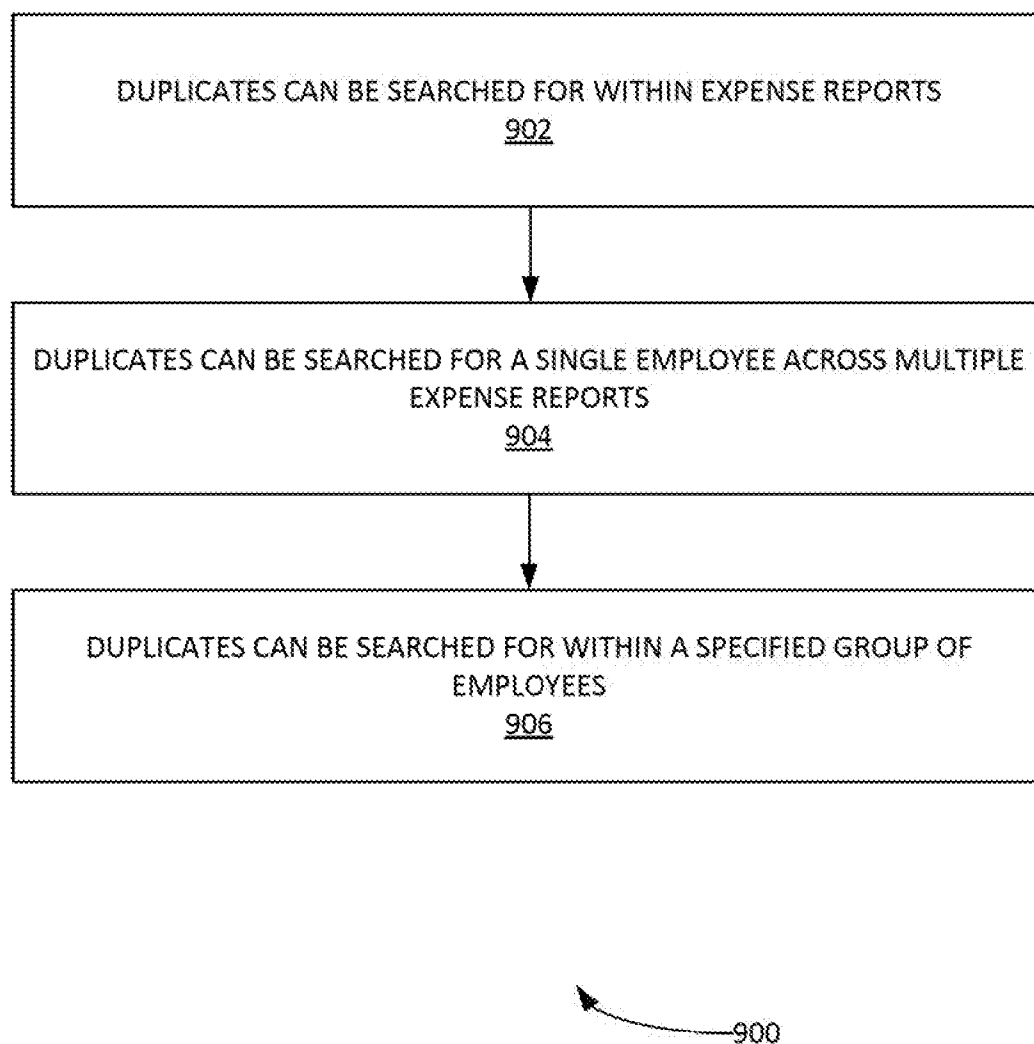 DUPLICATES CAN BE SEARCHED FOR WITHIN EXPENSE REPORTS
902
DUPLICATES CAN BE SEARCHED FOR A SINGLE EMPLOYEE ACROSS MULTIPLE
EXPENSE REPORTS
904
DUPLICATES CAN BE SEARCHED FOR WITHIN A SPECIFIED GROUP OF
EMPLOYEES
906
900